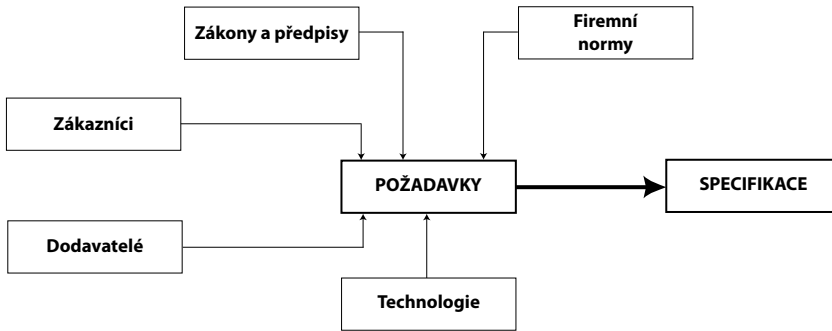 Zákony a předpisy
Firemní
normy
Zákazníci
POŽADAVKY
SPECIFIKACE
Dodavatelé
Technologie